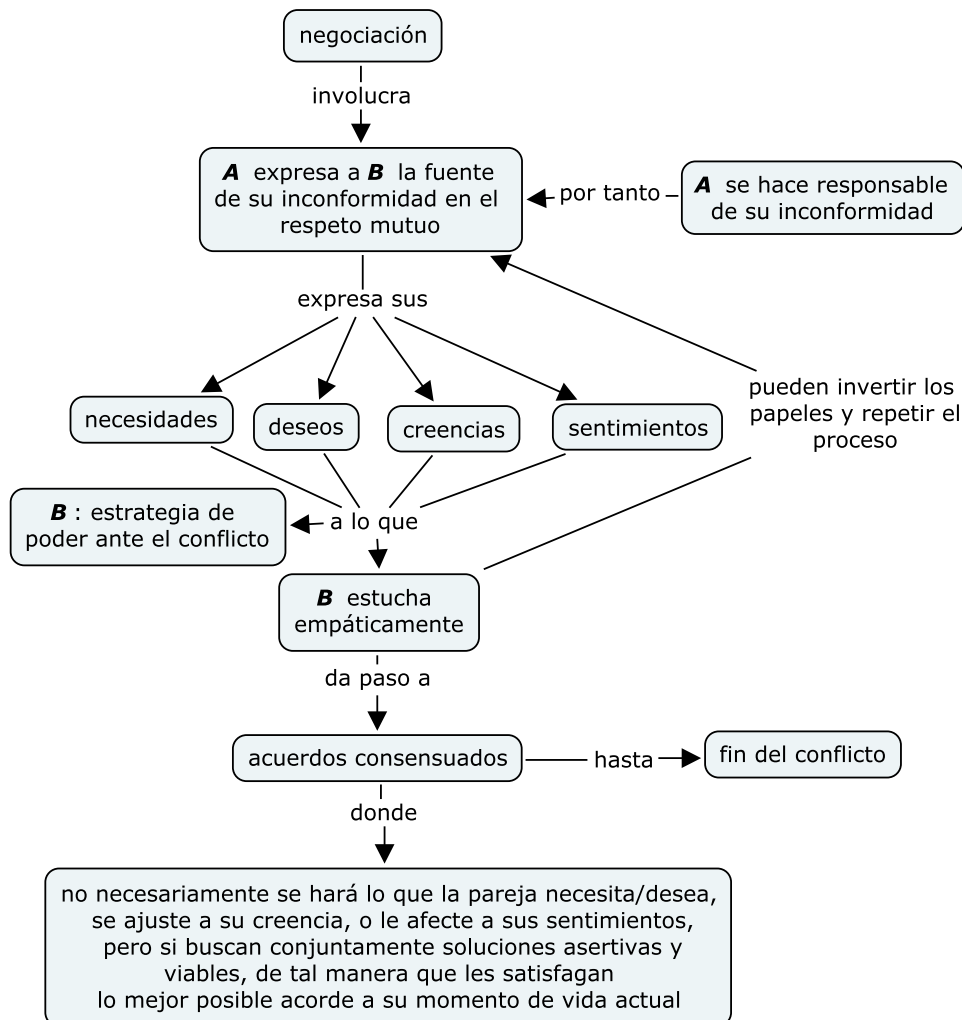 negociación
involucra
A expresa a B la fuente
de su inconformidad en el
respeto mutuo
por tanto
A se hace responsable
de su inconformidad
expresa sus
necesidades
deseos
creencias
sentimientos
pueden invertir los
papeles y repetir el
proceso
B : estrategia de
poder ante el conflicto
a lo que
B estucha
empáticamente
da paso a
acuerdos consensuados
hasta
fin del conflicto
donde
no necesariamente se hará lo que la pareja necesita/desea,
se ajuste a su creencia, o le afecte a sus sentimientos,
pero si buscan conjuntamente soluciones asertivas y
viables, de tal manera que les satisfagan
lo mejor posible acorde a su momento de vida actual